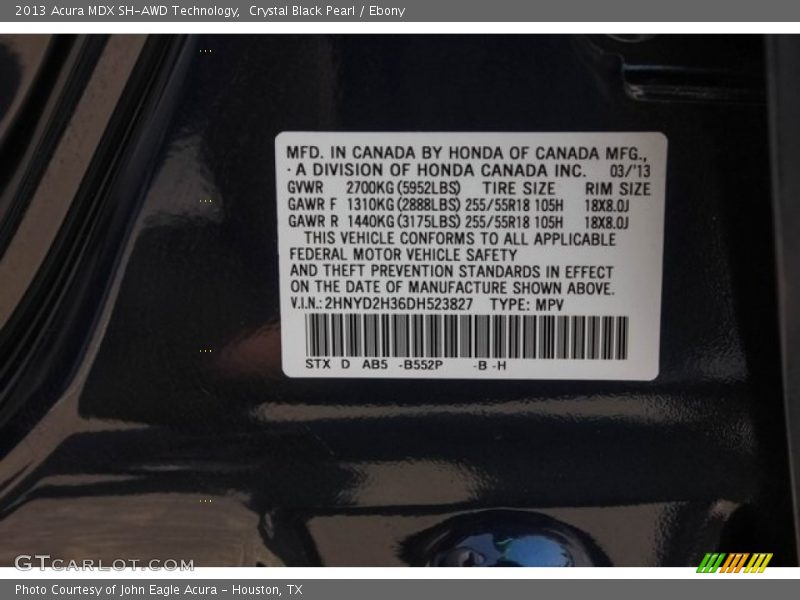 2013 Acura MDX SH-AWD Technology, Crystal Black Pearl / Ebony
MFD. IN CANADA BY HONDA OF CANADA MFG.,
· A DIVISION OF HONDA CANADA INC. 03/'13
GVWR 2700KG (5952LBS) TIRE SIZE RIM SIZE
GAWR F 1310KG (2888LBS) 255/55R18 105H 18X8.0J
GAWR R 1440KG (3175LBS) 255/55R18 105H 18X8.0J
THIS VEHICLE CONFORMS TO ALL APPLICABLE
FEDERAL MOTOR VEHICLE SAFETY
AND THEFT PREVENTION STANDARDS IN EFFECT
ON THE DATE OF MANUFACTURE SHOWN ABOVE.
V.I.N.: 2HNYD2H36DH523827 TYPE: MPV
STX D AB5 -B552P -B -H
GTCARLOT.COM
Photo Courtesy of John Eagle Acura - Houston, TX